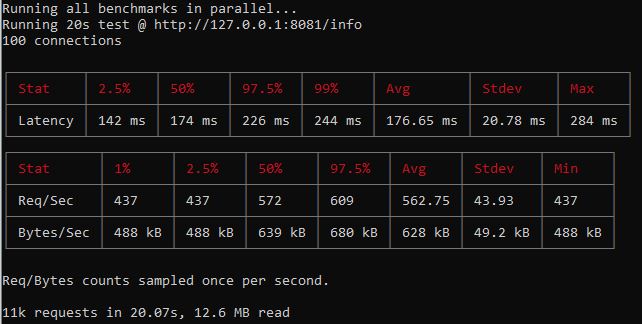 Running all benchmarks in parallel...
Running 20s test @ http://127.0.0.1:8081/info
100 connections
Stat 2.5% 50% 97.5% 99% Avg Stdev Max
Latency 142 ms 174 ms 226 ms 244 ms 176.65 ms 20.78 ms 284 ms
Stat 1% 2.5% 50% 97.5% Avg Stdev Min
Req/Sec 437 437 572 609 562.75 43.93 437
Bytes/Sec 488 kB 488 kB 639 kB 680 kB 628 kB 49.2 kB 488 kB
Req/Bytes counts sampled once per second.
11k requests in 20.07s, 12.6 MB read